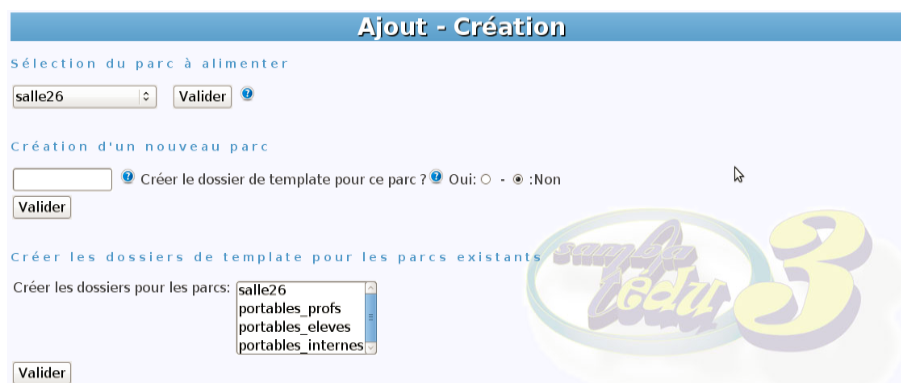 Ajout - Création
Sélection du parc à alimenter
salle26 Valider ?
Création d'un nouveau parc
? Créer le dossier de template pour ce parc ? ? Oui: - :Non
Valider
Créer les dossiers de template pour les parcs existants
Créer les dossiers pour les parcs: salle26
portables_profs
portables_eleves
portables_internes
Valider
samba
edu
3